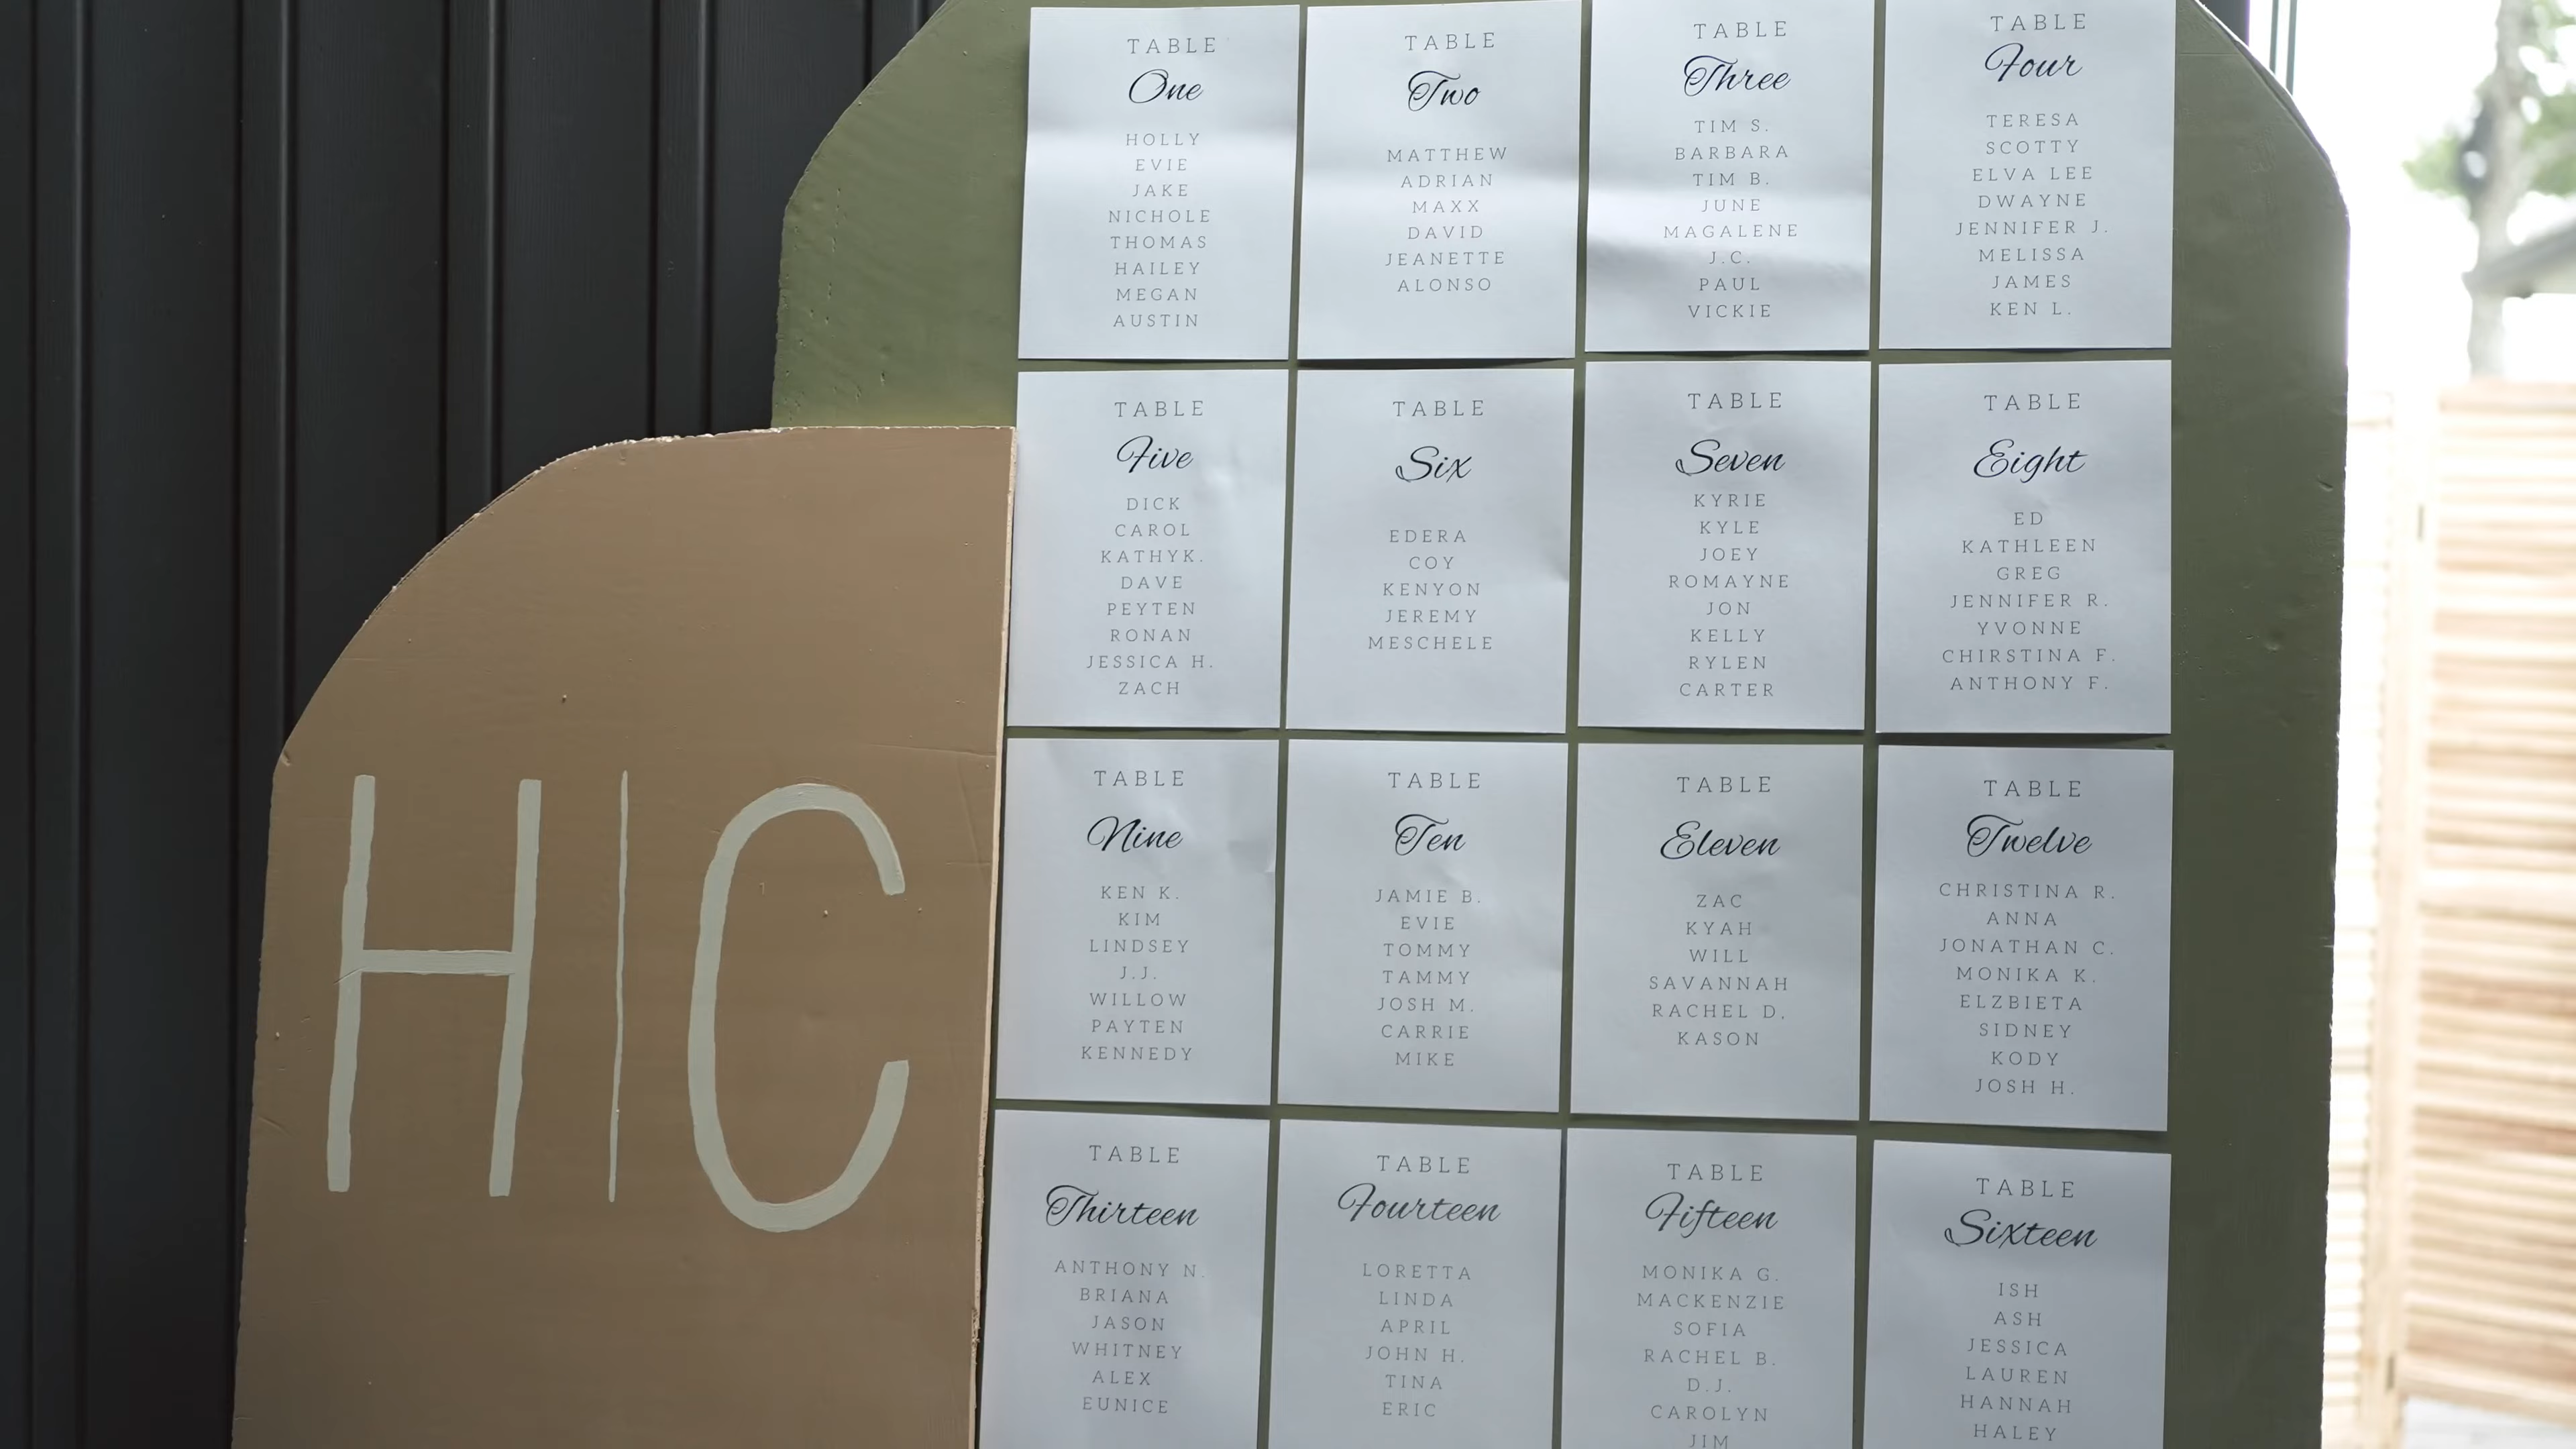 TABLE
One
HOLLY
EVIE
JAKE
NICHOLE
THOMAS
HAILEY
MEGAN
AUSTIN
TABLE
Two
MATTHEW
ADRIAN
MAXX
DAVID
JEANETTE
ALONSO
TABLE
Three
TIM S.
BARBARA
TIM B.
JUNE
MAGALENE
J.C.
PAUL
VICKIE
TABLE
Four
TERESA
SCOTTY
ELVA LEE
DWAYNE
JENNIFER J.
MELISSA
JAMES
KEN L.
TABLE
Five
DICK
CAROL
KATHYK.
DAVE
PEYTEN
RONAN
JESSICA H.
ZACH
TABLE
Six
EDERA
COY
KENYON
JEREMY
MESCHELE
TABLE
Seven
KYRIE
KYLE
JOEY
ROMAYNE
JON
KELLY
RYLEN
CARTER
TABLE
Eight
ED
KATHLEEN
GREG
JENNIFER R.
YVONNE
CHIRSTINA F.
ANTHONY F.
H|C
TABLE
Nine
KEN K.
KIM
LINDSEY
J.J.
WILLOW
PAYTEN
KENNEDY
TABLE
Ten
JAMIE B.
EVIE
TOMMY
TAMMY
JOSH M.
CARRIE
MIKE
TABLE
Eleven
ZAC
KYAH
WILL
SAVANNAH
RACHEL D.
KASON
TABLE
Twelve
CHRISTINA R.
ANNA
JONATHAN C.
MONIKA K.
ELZBIETA
SIDNEY
KODY
JOSH H.
TABLE
Thirteen
ANTHONY N.
BRIANA
JASON
WHITNEY
ALEX
EUNICE
TABLE
Fourteen
LORETTA
LINDA
APRIL
JOHN H.
TINA
ERIC
TABLE
Fifteen
MONIKA G.
MACKENZIE
SOFIA
RACHEL B.
D.J.
CAROLYN
JIM
TABLE
Sixteen
ISH
ASH
JESSICA
LAUREN
HANNAH
HALEY